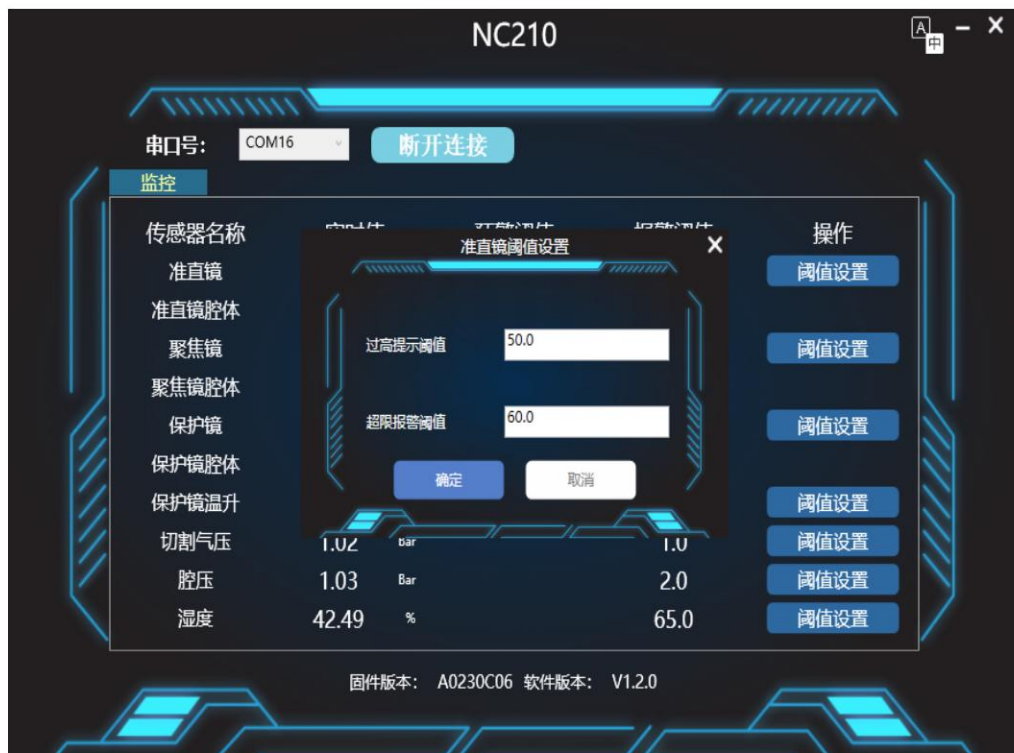 NC210
A
中
串口号: COM16 断开连接
监控
传感器名称 操作
准直镜阈值设置
准直镜 阈值设置
准直镜腔体
过高提示阈值 50.0
聚焦镜 阈值设置
聚焦镜腔体
超限报警阈值 60.0
保护镜 阈值设置
保护镜腔体
确定 取消
保护镜温升 阈值设置
切割气压 1.02 Bar 1.0 阈值设置
腔压 1.03 Bar 2.0 阈值设置
湿度 42.49 % 65.0 阈值设置
固件版本: A0230C06 软件版本: V1.2.0